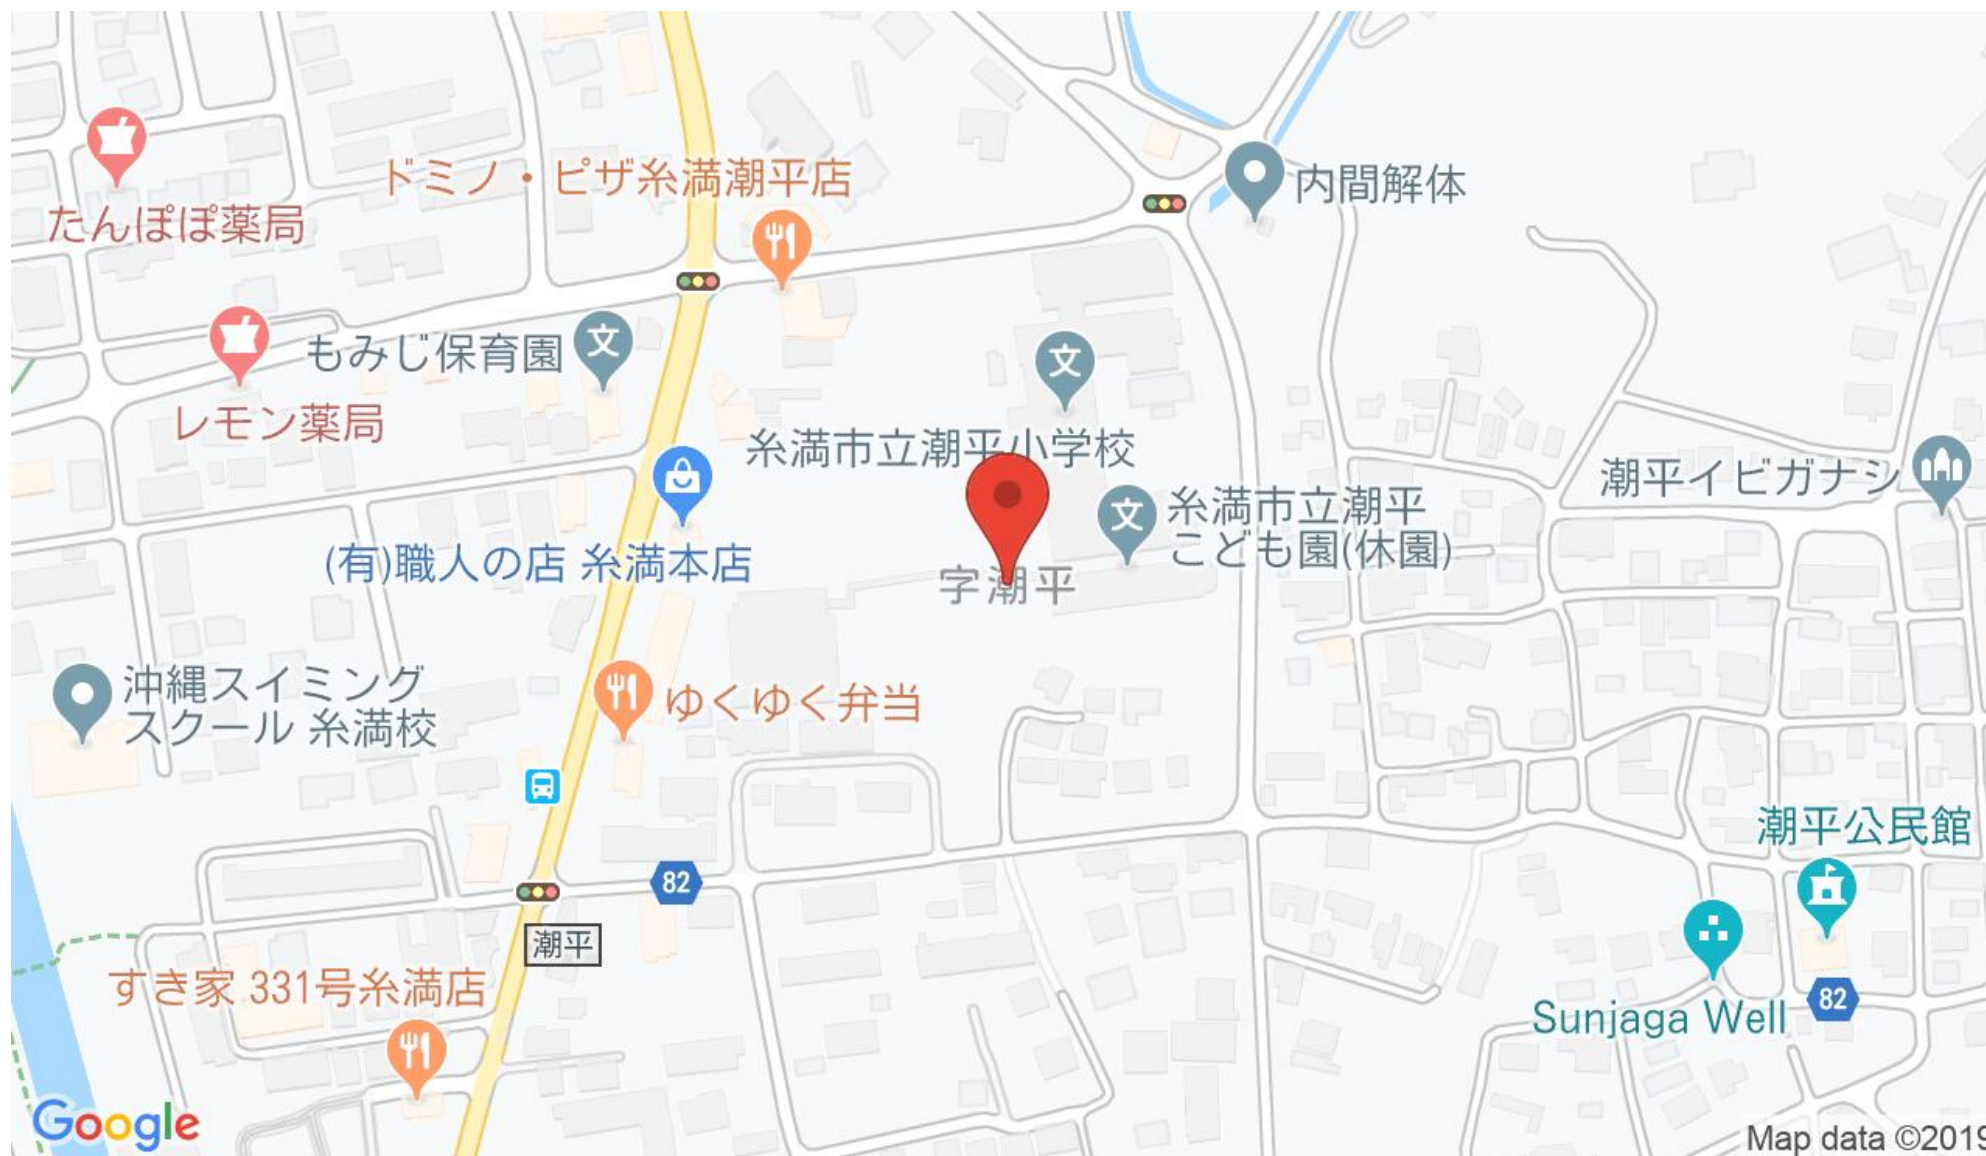 ドミノ・ピザ糸満潮平店
内間解体
たんぽぽ薬局
もみじ保育園
文
文
レモン薬局
糸満市立潮平小学校
潮平イビガナシ
文
糸満市立潮平
こども園(休園)
(有)職人の店 糸満本店
字潮平
沖縄スイミング
スクール 糸満校
ゆくゆく弁当
潮平公民館
82
潮平
すき家 331号糸満店
82
Sunjaga Well
Google
Map data ©2019